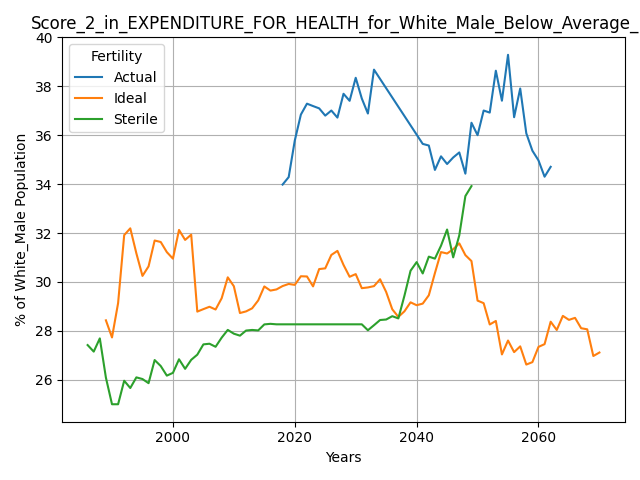 Score_2_in_EXPENDITURE_FOR_HEALTH_for_White_Male_Below_Average_
Fertility
Actual
Ideal
Sterile
% of White_Male Population
40
38
36
34
32
30
28
26
2000 2020 2040 2060
Years